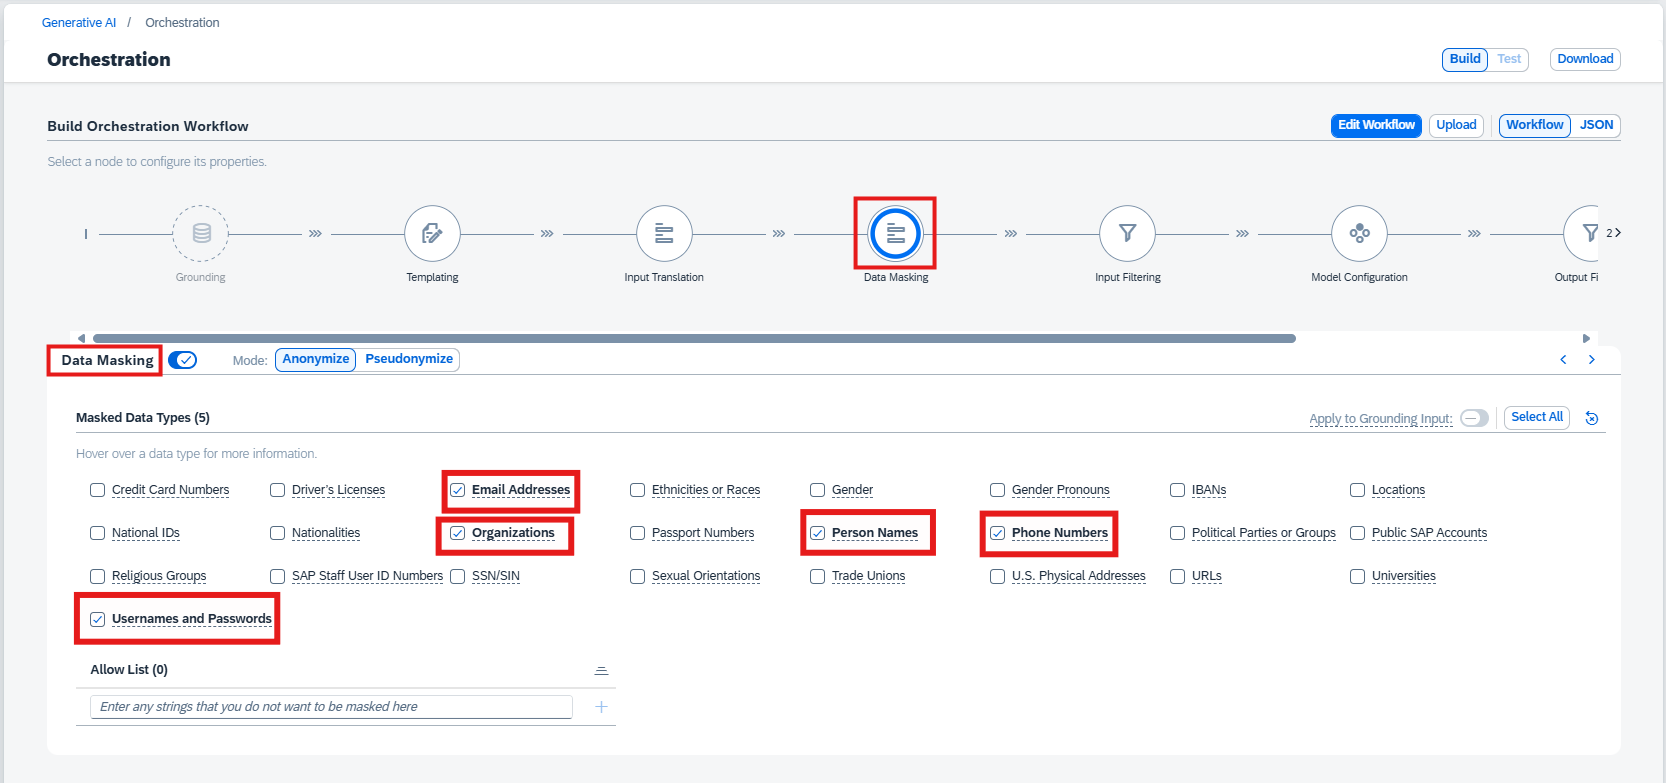 Generative AI / Orchestration
Orchestration
Build Test Download
Build Orchestration Workflow
Edit Workflow Upload Workflow JSON
Select a node to configure its properties.
2
Grounding Templating Input Translation Data Masking Input Filtering Model Configuration Output Fi
Data Masking Mode: Anonymize Pseudonymize
Masked Data Types (5) Apply to Grounding Input: Select All
Hover over a data type for more information.
Credit Card Numbers Driver's Licenses Email Addresses Ethnicities or Races Gender Gender Pronouns IBANs Locations
National IDs Nationalities Organizations Passport Numbers Person Names Phone Numbers Political Parties or Groups Public SAP Accounts
Religious Groups SAP Staff User ID Numbers SSN/SIN Sexual Orientations Trade Unions U.S. Physical Addresses URLs Universities
Usernames and Passwords
Allow List (0)
Enter any strings that you do not want to be masked here